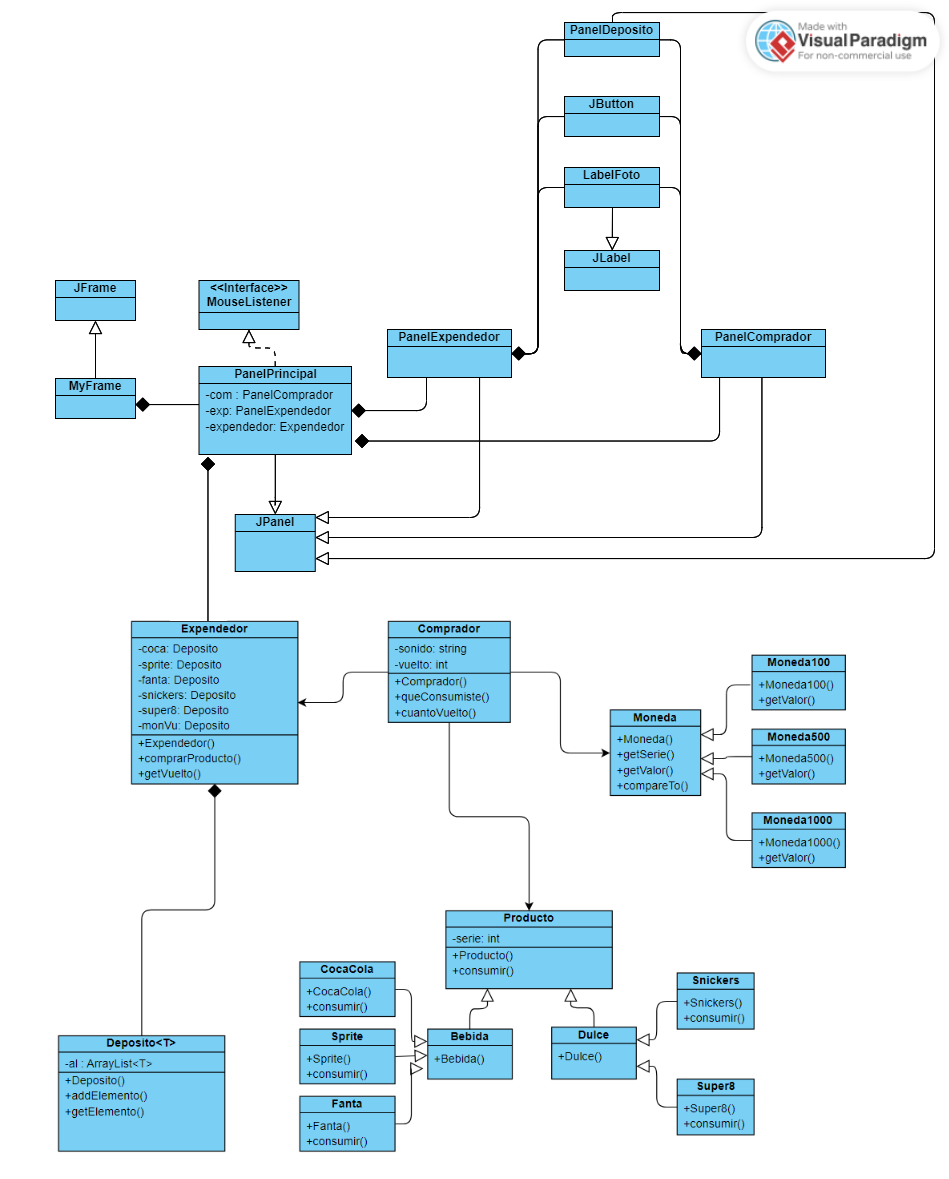 Made with
VisualParadigm
For non-commercial use
PanelDeposito
JButton
LabelFoto
JLabel
JFrame
<<Interface>>
MouseListener
PanelExpendedor
PanelComprador
MyFrame
PanelPrincipal
-com : PanelComprador
-exp: PanelExpendedor
-expendedor: Expendedor
JPanel
Expendedor
-coca: Deposito
-sprite: Deposito
-fanta: Deposito
-snickers: Deposito
-super8: Deposito
-monVu: Deposito
+Expendedor()
+comprarProducto()
+getVuelto()
Comprador
-sonido: string
-vuelto: int
+Comprador()
+queConsumiste()
+cuantoVuelto()
Moneda
+Moneda()
+getSerie()
+getValor()
+compareTo()
Moneda100
+Moneda100()
+getValor()
Moneda500
+Moneda500()
+getValor()
Moneda1000
+Moneda1000()
+getValor()
Producto
-serie: int
+Producto()
+consumir()
CocaCola
+CocaCola()
+consumir()
Sprite
+Sprite()
+consumir()
Fanta
+Fanta()
+consumir()
Bebida
+Bebida()
Dulce
+Dulce()
Snickers
+Snickers()
+consumir()
Super8
+Super8()
+consumir()
Deposito<T>
-al : ArrayList<T>
+Deposito()
+addElemento()
+getElemento()